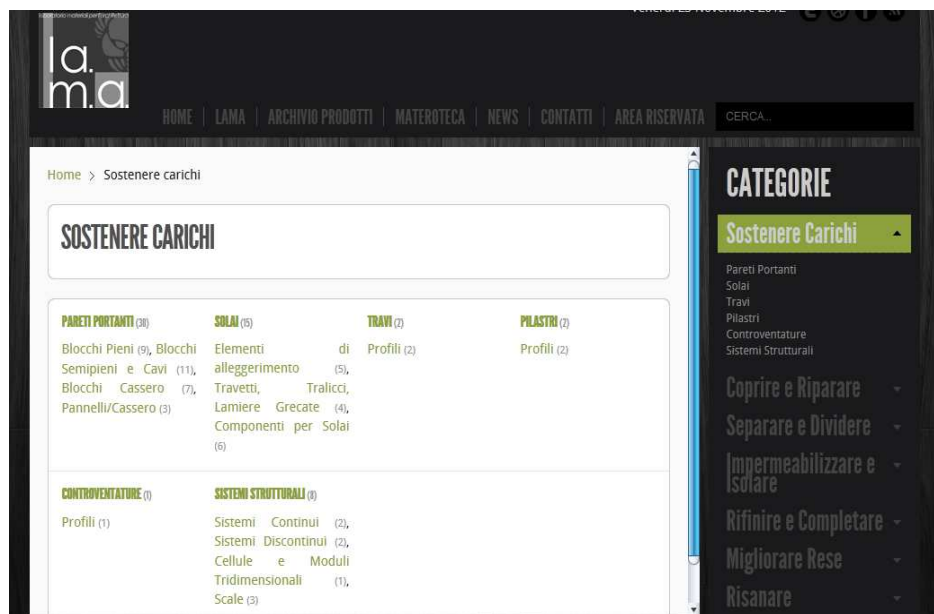 la.
m.a.
Venerdì 23 Novembre 2012
HOME | LAMA | ARCHIVIO PRODOTTI | MATEROTECA | NEWS | CONTATTI | AREA RISERVATA
CERCA...
Home > Sostenere carichi
SOSTENERE CARICHI
PARETI PORTANTI (30)
Blocchi Pieni (9), Blocchi
Semipieni e Cavi (11),
Blocchi Cassero (7),
Pannelli/Cassero (3)
SOLAI (15)
Elementi di
alleggerimento (5),
Travetti, Tralicci,
Lamiere Grecate (4),
Componenti per Solai
(6)
TRAVI (2)
Profili (2)
PILASTRI (2)
Profili (2)
CONTROVENTATURE (1)
Profili (1)
SISTEMI STRUTTURALI (8)
Sistemi Continui (2),
Sistemi Discontinui (2),
Cellule e Moduli
Tridimensionali (1),
Scale (3)
CATEGORIE
Sostenere Carichi
Pareti Portanti
Solai
Travi
Pilastri
Controventature
Sistemi Strutturali
Coprire e Riparare
Separare e Dividere
Impermeabilizzare e
Isolare
Rifinire e Completare
Migliorare Rese
Risanare